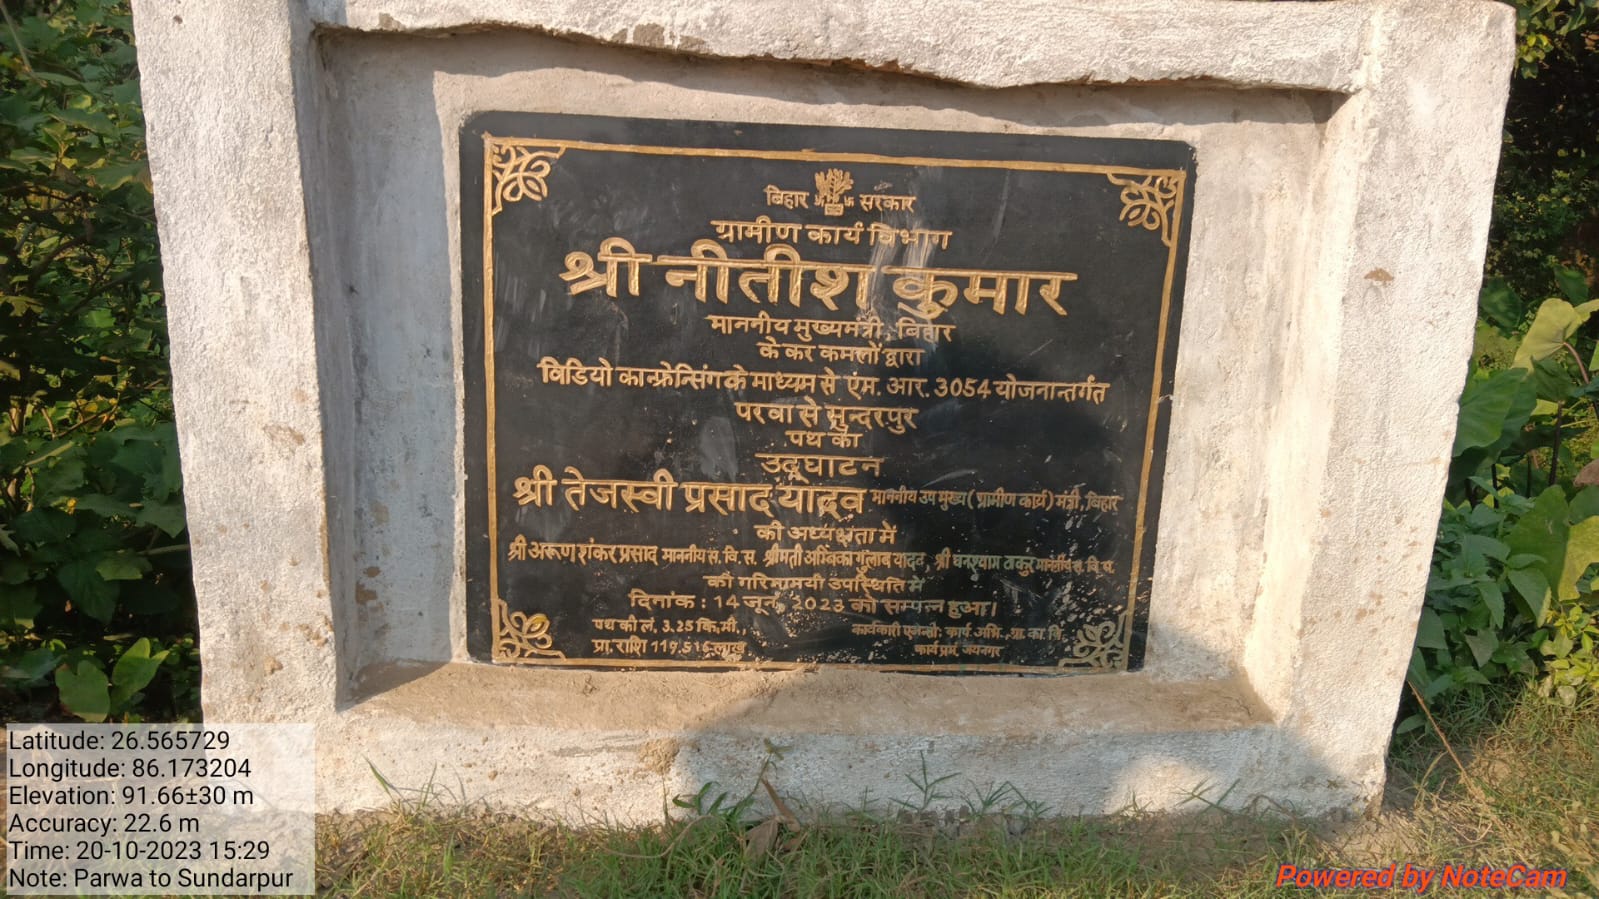 बिहार सरकार
ग्रामीण कार्य विभाग
श्री नीतीश कुमार
माननीय मुख्यमंत्री, बिहार
के कर कमलों द्वारा
विडियो कान्फ्रेन्सिंग के माध्यम से एम. आर. 3054 योजनान्तर्गत
परवा से सुन्दरपुर
पथ का
उद्घाटन
श्री तेजस्वी प्रसाद यादव माननीय उप मुख्य (ग्रामीण कार्य) मंत्री, बिहार
की अध्यक्षता में
श्री अरूण शंकर प्रसाद माननीय स. वि. स. श्रीमती अम्बिका गुलाब यादव, श्री घनश्याम ठाकुर माननीय स. वि. प.
की गरिमामयी उपस्थिति में
दिनांक : 14 जून, 2023 को सम्पन्न हुआ।
पथ की लं. 3.25 कि.मी.,
प्रा. राशि 119.516 लाख
कार्यकारी एजेन्सी: कार्य. अभि., ग्रा. का. वि.
कार्य प्रमं. जयनगर
Latitude: 26.565729
Longitude: 86.173204
Elevation: 91.66±30 m
Accuracy: 22.6 m
Time: 20-10-2023 15:29
Note: Parwa to Sundarpur
Powered by NoteCam